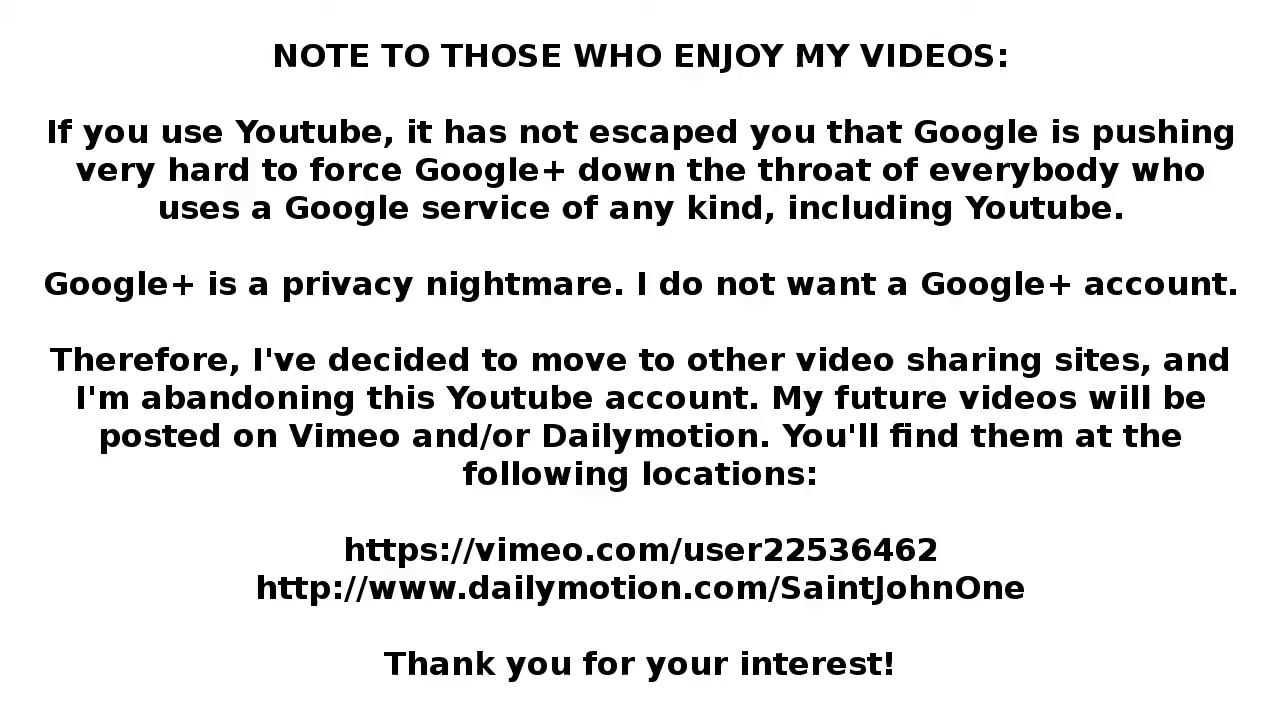 NOTE TO THOSE WHO ENJOY MY VIDEOS:
If you use Youtube, it has not escaped you that Google is pushing
very hard to force Google+ down the throat of everybody who
uses a Google service of any kind, including Youtube.
Google+ is a privacy nightmare. I do not want a Google+ account.
Therefore, I've decided to move to other video sharing sites, and
I'm abandoning this Youtube account. My future videos will be
posted on Vimeo and/or Dailymotion. You'll find them at the
following locations:
https://vimeo.com/user22536462
http://www.dailymotion.com/SaintJohnOne
Thank you for your interest!